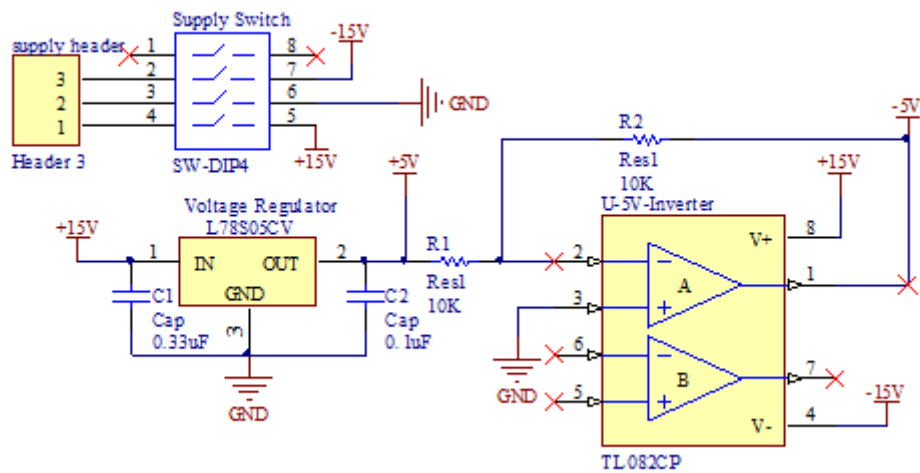 Supply Switch
-15V
supply header
1
8
3
2
7
2
3
6
GND
1
4
5
Header 3
SW-DIP4
+15V
+5V
R2
Res1
10K
-5V
+15V
U-5V-Inverter
Voltage Regulator
L78S05CV
+15V
1
IN
OUT
2
GND
3
R1
Res1
10K
C1
Cap
0.33uF
C2
Cap
0.1uF
GND
2
V+
8
A
1
3
GND
6
B
7
5
V-
4
-15V
TL082CP